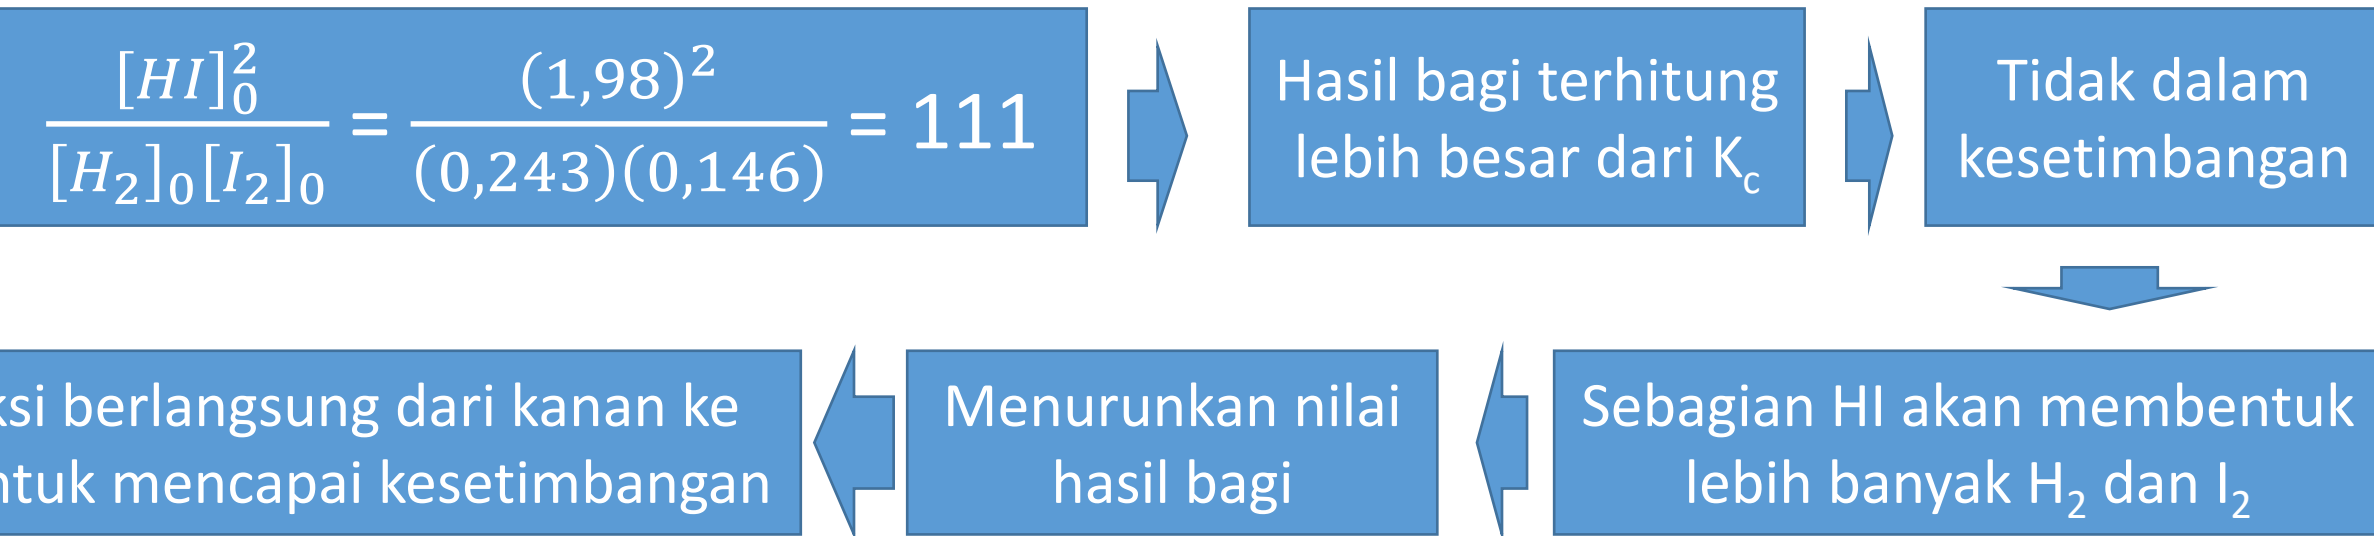 [HI]₀² / [H₂]₀[I₂]₀ = (1,98)² / (0,243)(0,146) = 111
Hasil bagi terhitung
lebih besar dari Kc
Tidak dalam
kesetimbangan
Sebagian HI akan membentuk
lebih banyak H₂ dan I₂
Menurunkan nilai
hasil bagi
berlangsung dari kanan ke
mencapai kesetimbangan